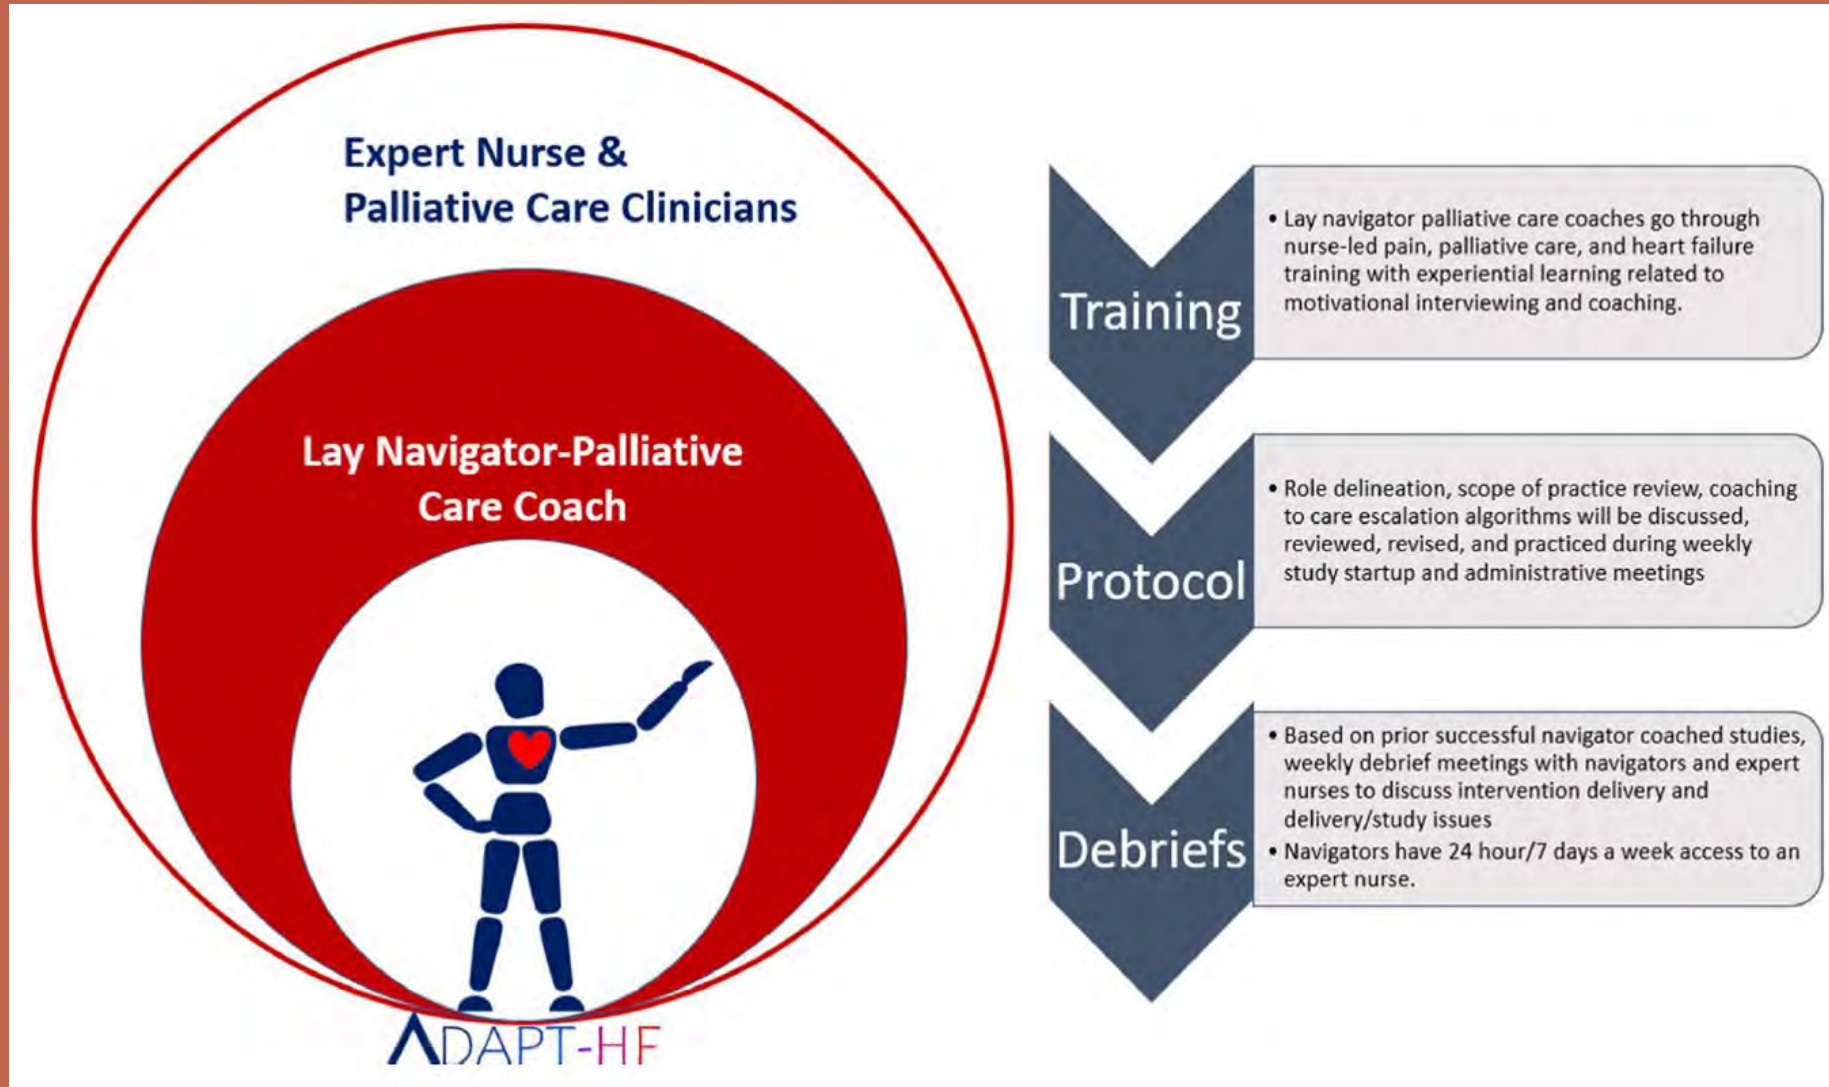 Expert Nurse &
Palliative Care Clinicians
Lay Navigator-Palliative
Care Coach
ADAPT-HF
Training
• Lay navigator palliative care coaches go through
nurse-led pain, palliative care, and heart failure
training with experiential learning related to
motivational interviewing and coaching.
Protocol
• Role delineation, scope of practice review, coaching
to care escalation algorithms will be discussed,
reviewed, revised, and practiced during weekly
study startup and administrative meetings
Debriefs
• Based on prior successful navigator coached studies,
weekly debrief meetings with navigators and expert
nurses to discuss intervention delivery and
delivery/study issues
• Navigators have 24 hour/7 days a week access to an
expert nurse.